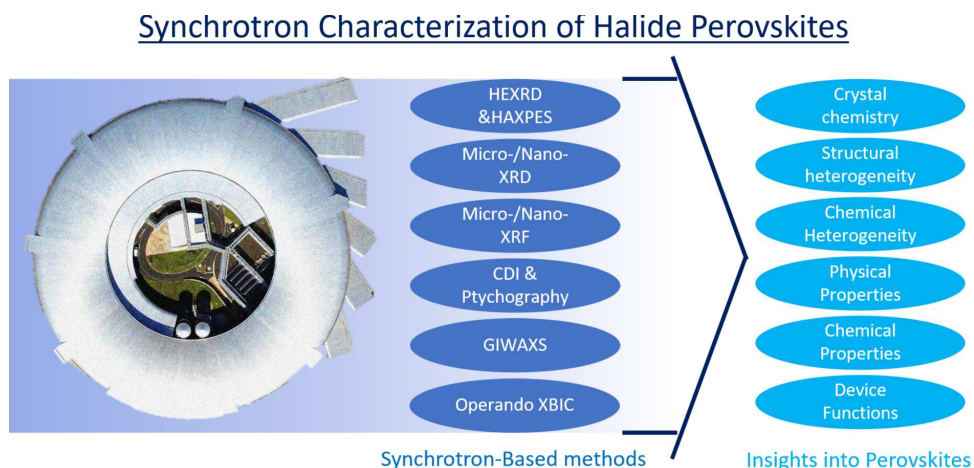 Synchrotron Characterization of Halide Perovskites
HEXRD
&HAXPES
Micro-/Nano-
XRD
Micro-/Nano-
XRF
CDI &
Ptychography
GIWAXS
Operando XBIC
Synchrotron-Based methods
Crystal
chemistry
Structural
heterogeneity
Chemical
Heterogeneity
Physical
Properties
Chemical
Properties
Device
Functions
Insights into Perovskites